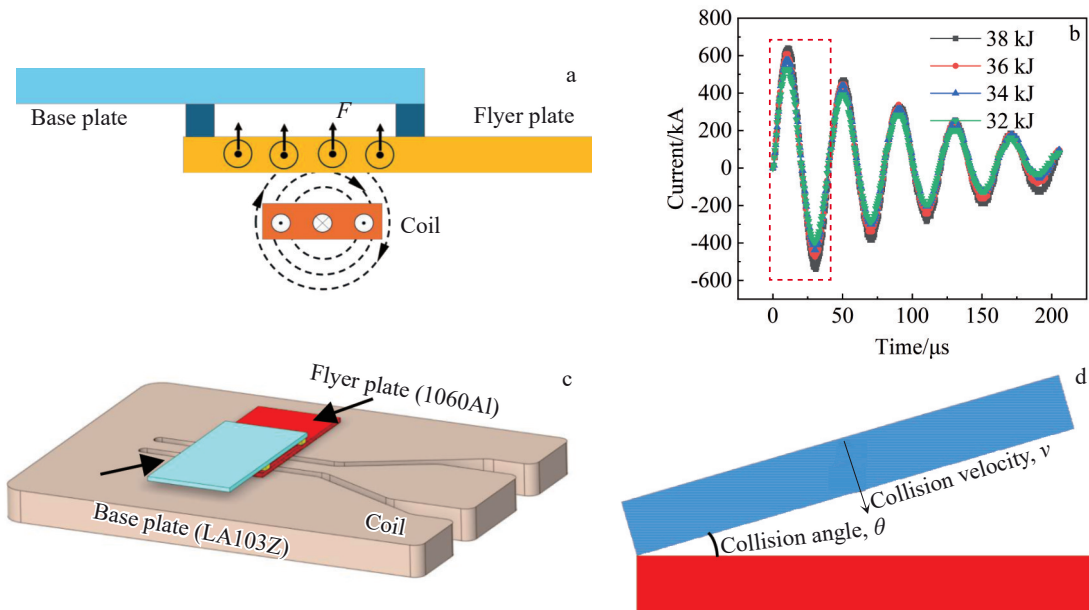 a
Base plate
F
Flyer plate
Coil
b
800
600
400
200
0
-200
-400
-600
Current/kA
38 kJ
36 kJ
34 kJ
32 kJ
0
50
100
150
200
Time/μs
c
Flyer plate (1060Al)
Base plate (LA103Z)
Coil
d
Collision velocity, v
Collision angle, θ